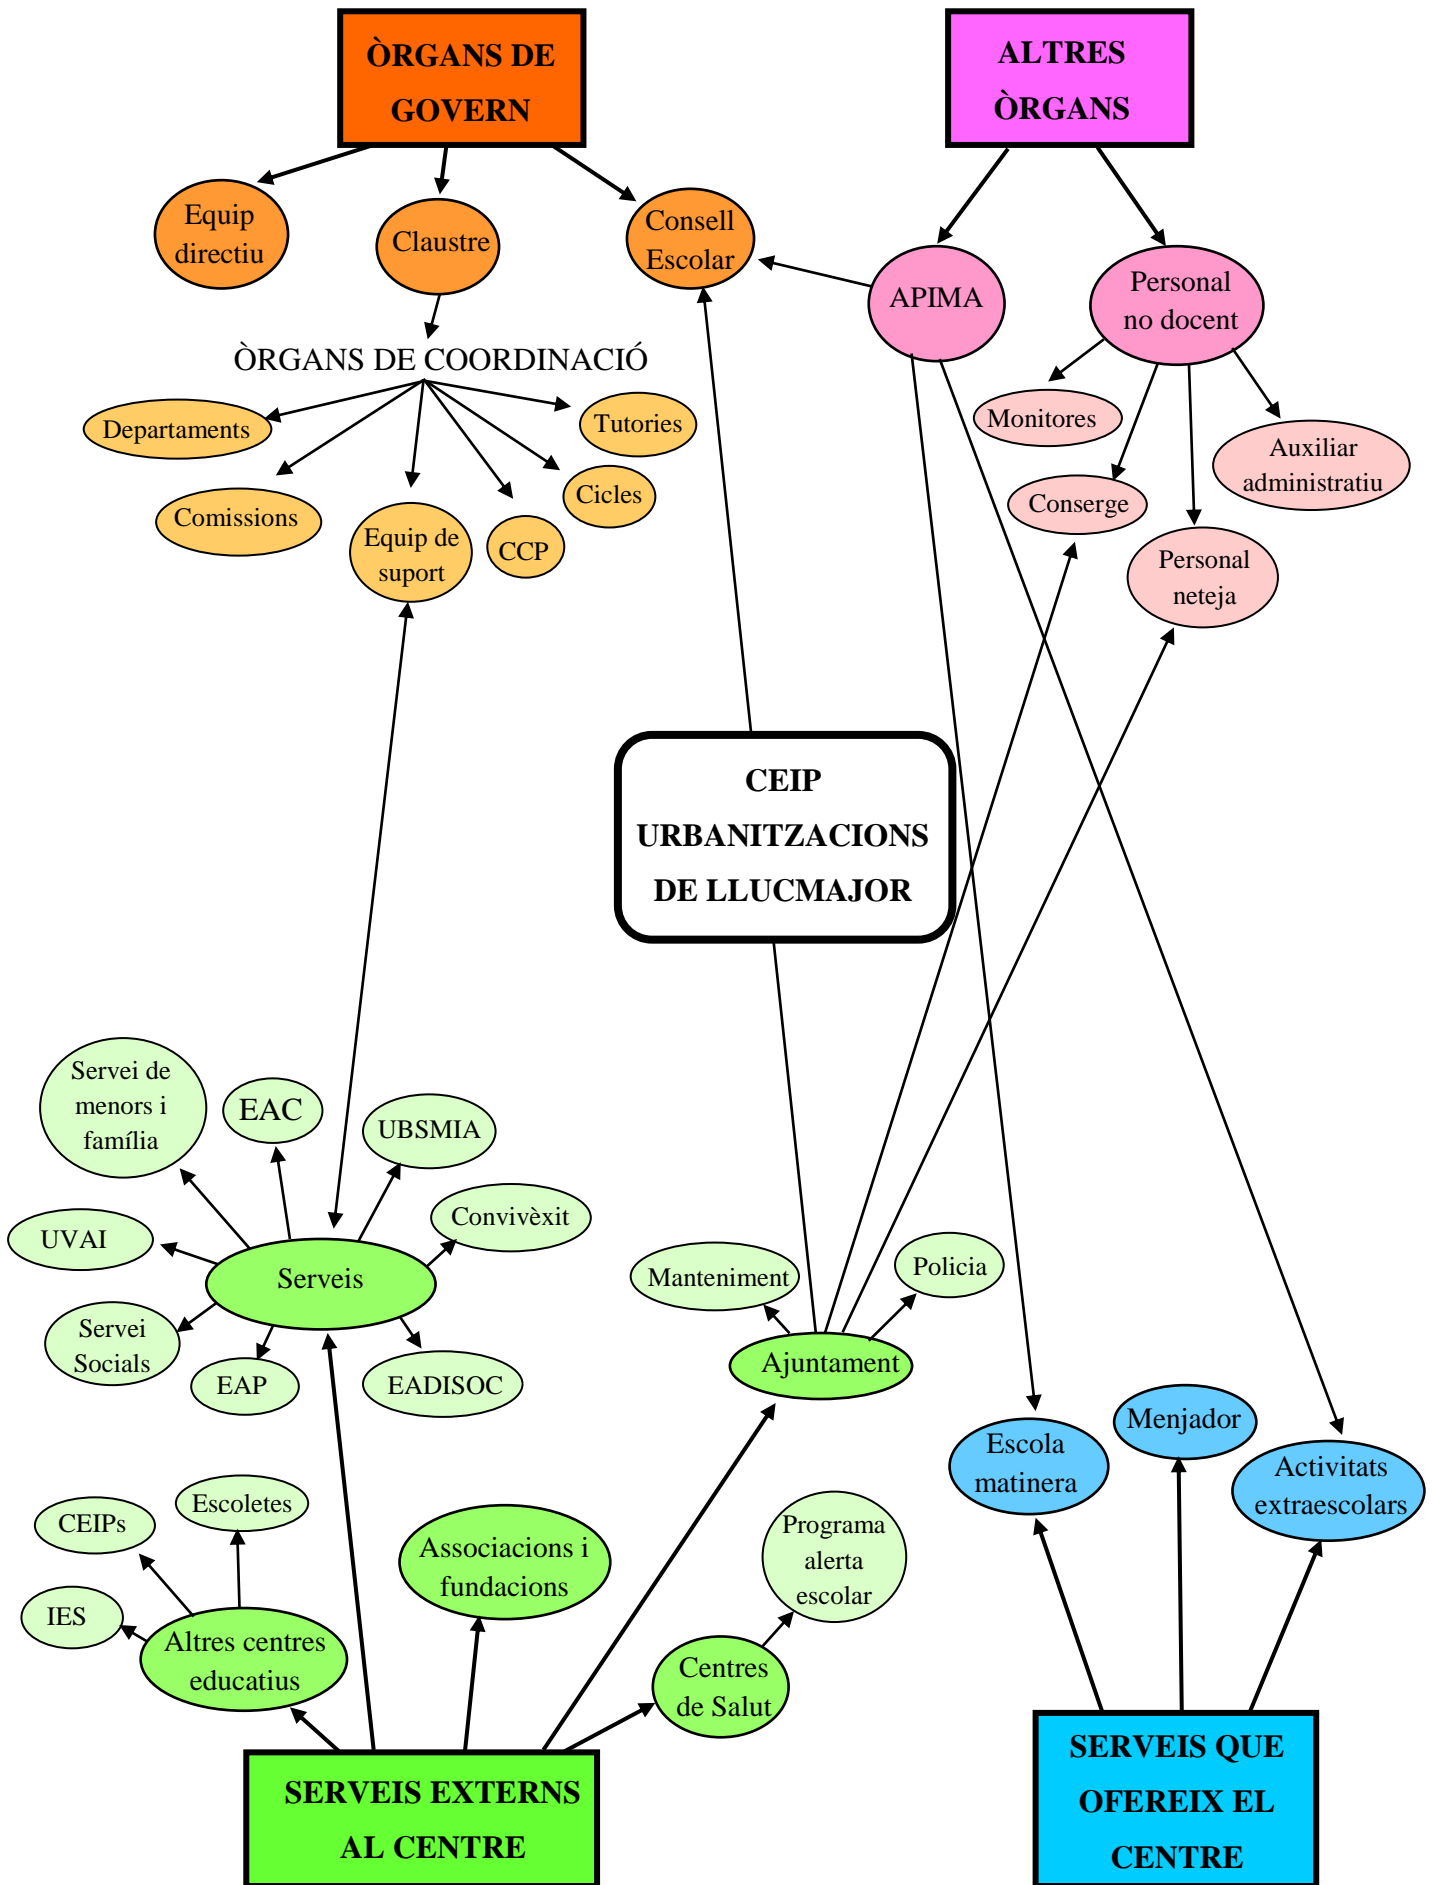 ÒRGANS DE
GOVERN
ALTRES
ÒRGANS
Equip
directiu
Claustre
Consell
Escolar
APIMA
Personal
no docent
ÒRGANS DE COORDINACIÓ
Departaments
Tutories
Monitores
Auxiliar
administratiu
Comissions
Cicles
Conserge
Equip de
suport
CCP
Personal
neteja
CEIP
URBANITZACIONS
DE LLUCMAJOR
Servei de
menors i
família
EAC
UBSMIA
UVAI
Convivèxit
Serveis
Manteniment
Policia
Servei
Socials
EAP
EADISOC
Ajuntament
Escola
matinera
Menjador
Activitats
extraescolars
CEIPs
Escoletes
Associacions i
fundacions
Programa
alerta
escolar
IES
Altres centres
educatius
Centres
de Salut
SERVEIS EXTERNS
AL CENTRE
SERVEIS QUE
OFEREIX EL
CENTRE